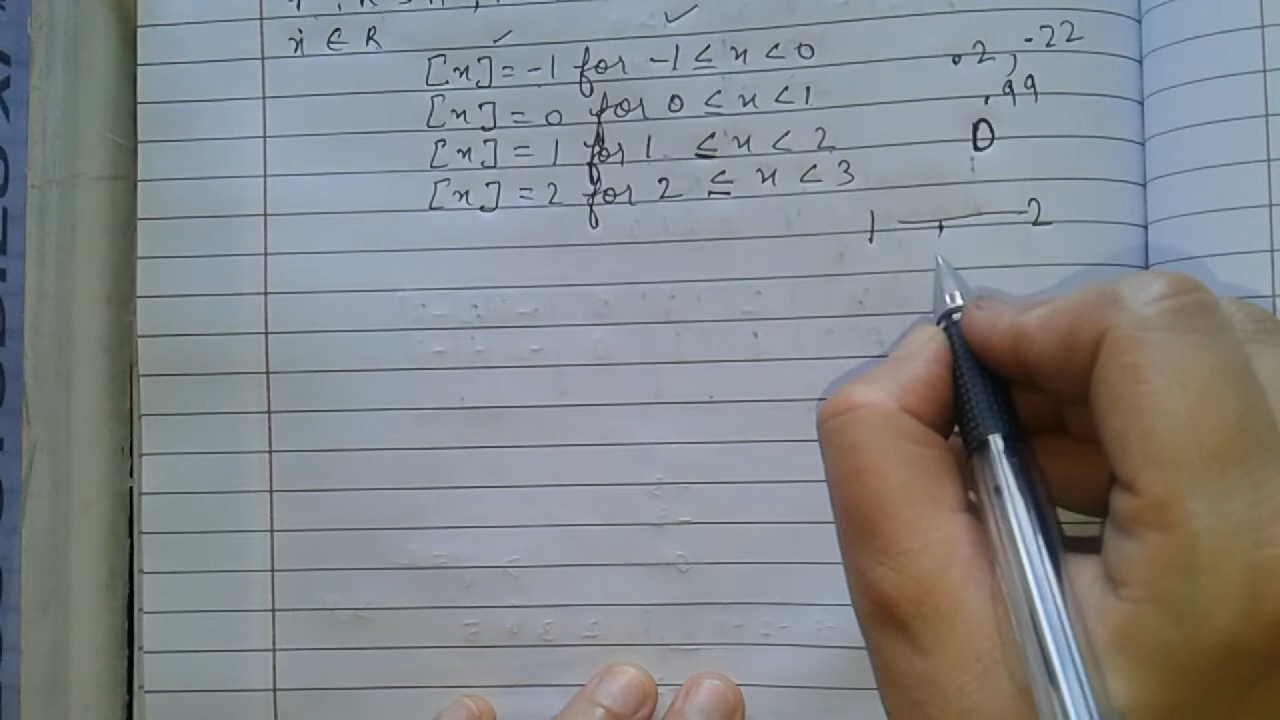 x ∈ R
[x] = -1 for -1 ≤ x < 0
[x] = 0 for 0 ≤ x < 1
[x] = 1 for 1 ≤ x < 2
[x] = 2 for 2 ≤ x < 3
.2, .22
.99
0
1 2